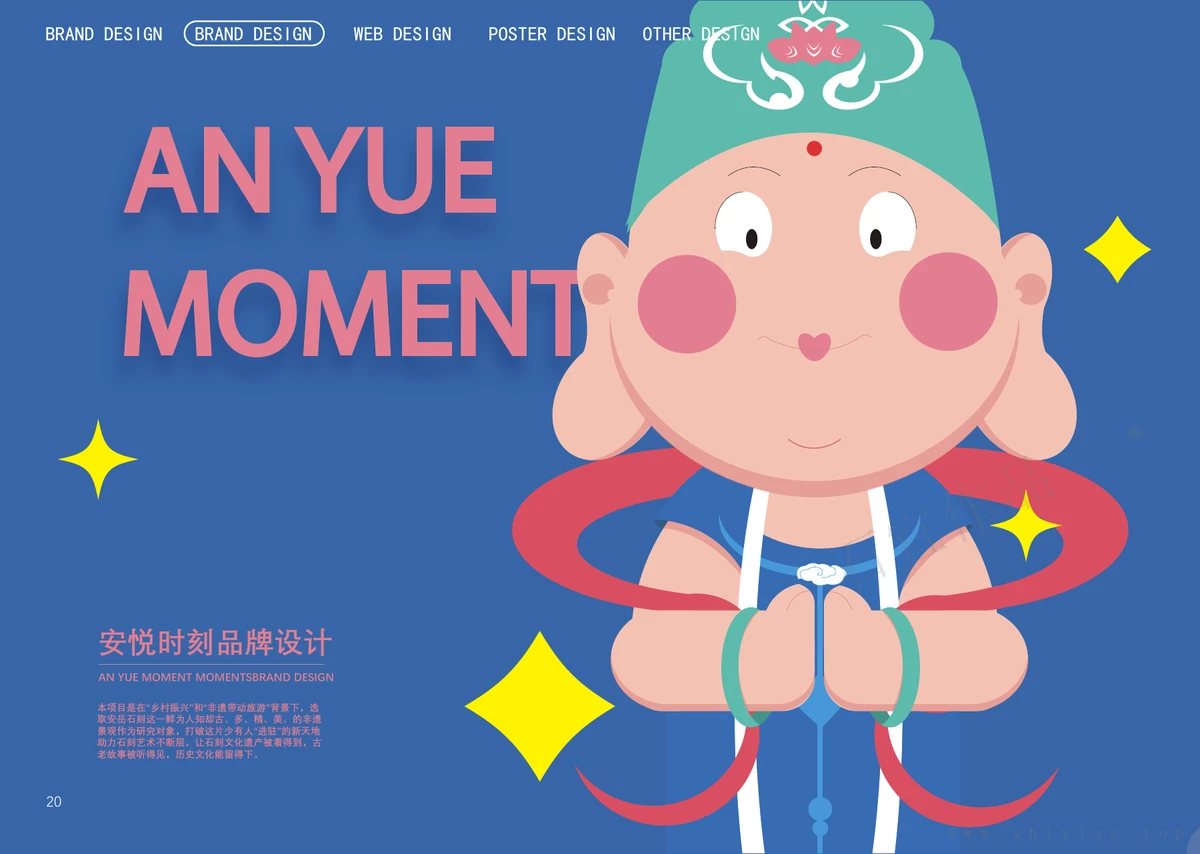 BRAND DESIGN BRAND DESIGN WEB DESIGN POSTER DESIGN OTHER DESIGN
AN YUE
MOMENT
安悦时刻品牌设计
AN YUE MOMENT MOMENTSBRAND DESIGN
本项目是在“乡村振兴”和“非遗带动旅游”背景下，选
取安岳石刻这一鲜为人知却古、多、精、美、的非遗
景观作为研究对象，打破这片少有人“进驻”的新天地
助力石刻艺术不断层，让石刻文化遗产被看得到，古
老故事被听得见，历史文化能留得下。
20
www.shiyisc.top